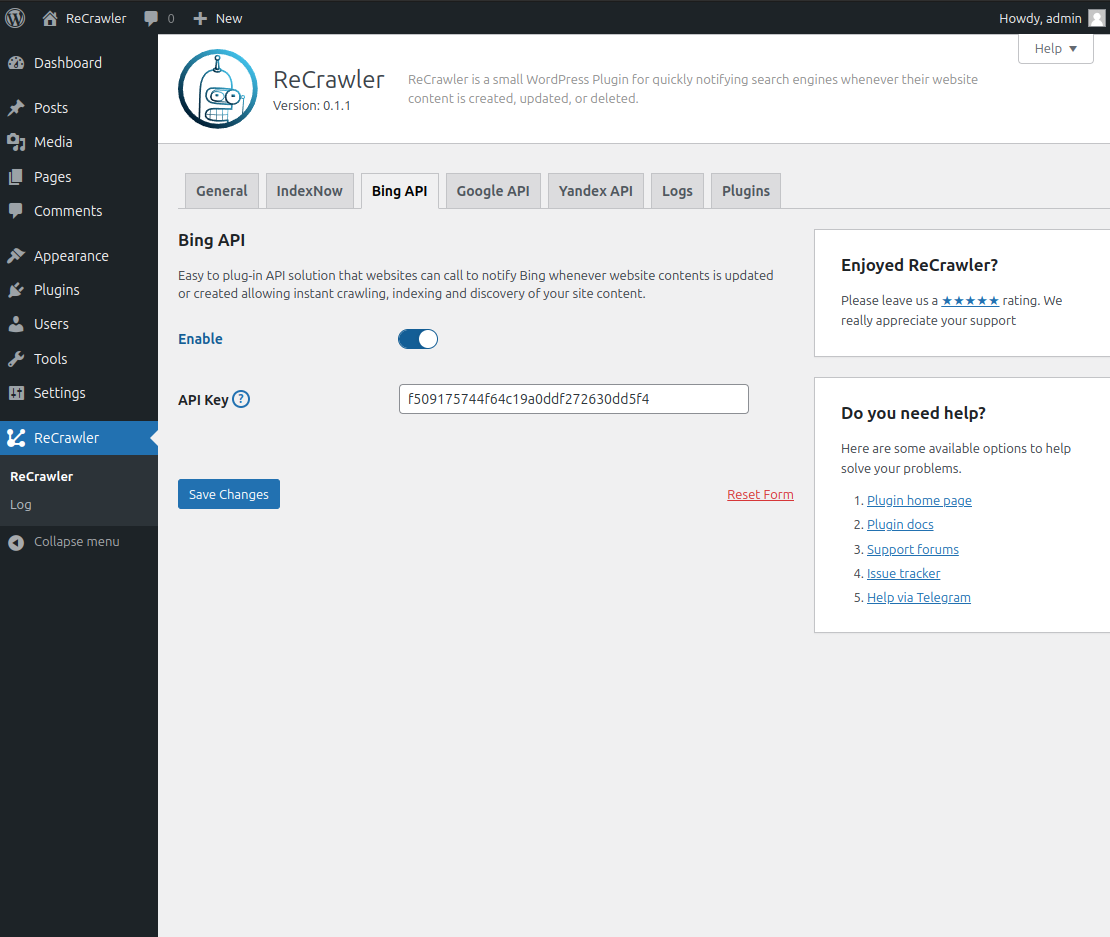 ReCrawler 0 New Howdy, admin
Help
Dashboard
Posts
Media
Pages
Comments
Appearance
Plugins
Users
Tools
Settings
ReCrawler
ReCrawler
Log
Collapse menu
ReCrawler
Version: 0.1.1
ReCrawler is a small WordPress Plugin for quickly notifying search engines whenever their website
content is created, updated, or deleted.
General IndexNow Bing API Google API Yandex API Logs Plugins
Bing API
Easy to plug-in API solution that websites can call to notify Bing whenever website contents is updated
or created allowing instant crawling, indexing and discovery of your site content.
Enable
API Key ? f509175744f64c19a0ddf272630dd5f4
Save Changes Reset Form
Enjoyed ReCrawler?
Please leave us a ★★★★★ rating. We
really appreciate your support
Do you need help?
Here are some available options to help
solve your problems.
1. Plugin home page
2. Plugin docs
3. Support forums
4. Issue tracker
5. Help via Telegram